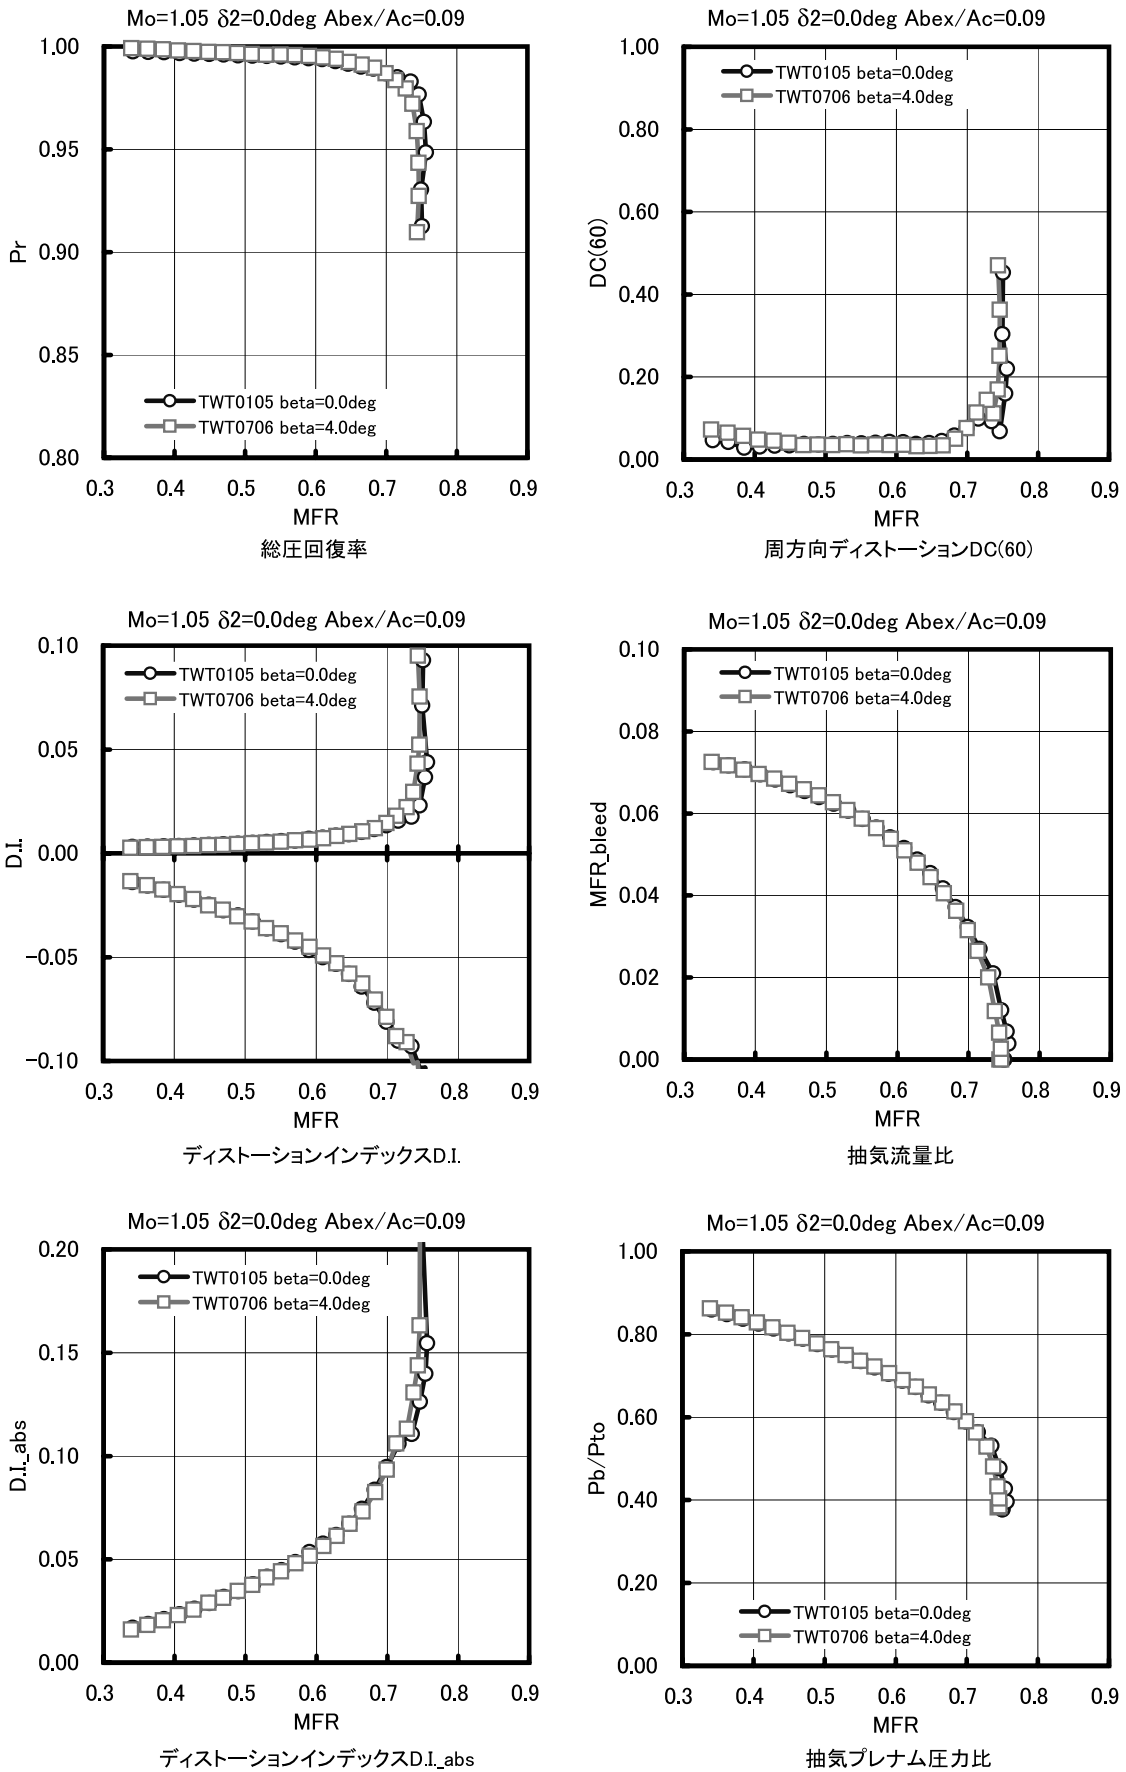 Mo=1.05 δ2=0.0deg Abex/Ac=0.09
1.00
0.95
0.90
0.85
0.80
Pr
TWT0105 beta=0.0deg
TWT0706 beta=4.0deg
0.3 0.4 0.5 0.6 0.7 0.8 0.9
MFR
総圧回復率
Mo=1.05 δ2=0.0deg Abex/Ac=0.09
1.00
0.80
0.60
0.40
0.20
0.00
DC(60)
TWT0105 beta=0.0deg
TWT0706 beta=4.0deg
0.3 0.4 0.5 0.6 0.7 0.8 0.9
MFR
周方向ディストーションDC(60)
Mo=1.05 δ2=0.0deg Abex/Ac=0.09
0.10
0.05
0.00
-0.05
-0.10
D.I.
TWT0105 beta=0.0deg
TWT0706 beta=4.0deg
0.3 0.4 0.5 0.6 0.7 0.8 0.9
MFR
ディストーションインデックスD.I.
Mo=1.05 δ2=0.0deg Abex/Ac=0.09
0.10
0.08
0.06
0.04
0.02
0.00
MFR_bleed
TWT0105 beta=0.0deg
TWT0706 beta=4.0deg
0.3 0.4 0.5 0.6 0.7 0.8 0.9
MFR
抽気流量比
Mo=1.05 δ2=0.0deg Abex/Ac=0.09
0.20
0.15
0.10
0.05
0.00
D.I._abs
TWT0105 beta=0.0deg
TWT0706 beta=4.0deg
0.3 0.4 0.5 0.6 0.7 0.8 0.9
MFR
ディストーションインデックスD.I._abs
Mo=1.05 δ2=0.0deg Abex/Ac=0.09
1.00
0.80
0.60
0.40
0.20
0.00
Pb/Pto
TWT0105 beta=0.0deg
TWT0706 beta=4.0deg
0.3 0.4 0.5 0.6 0.7 0.8 0.9
MFR
抽気プレナム圧力比